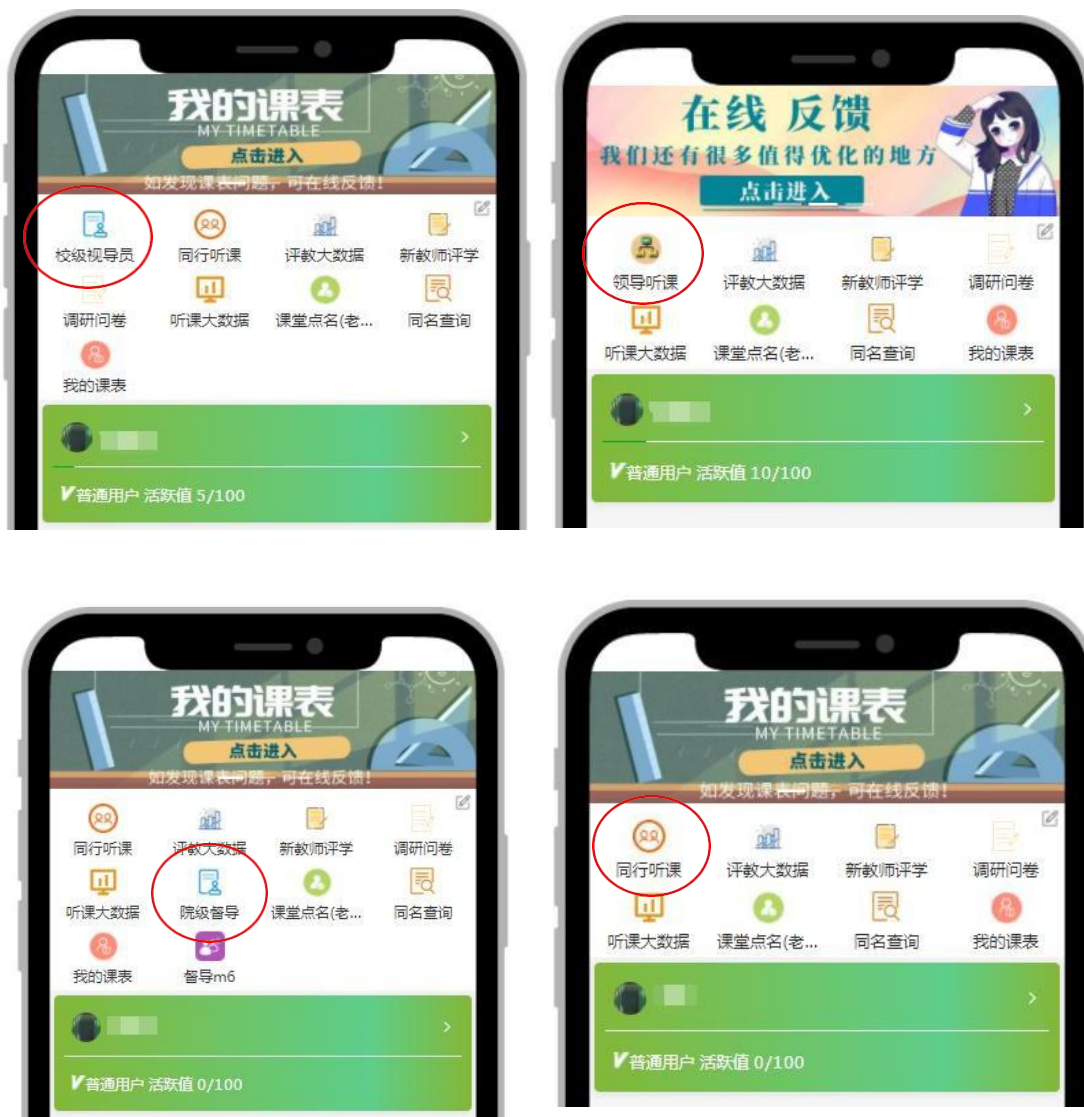 我的课表
MY TIMETABLE
点击进入
如发现课表问题，可在线反馈！
校级视导员 同行听课 评教大数据 新教师评学
调研问卷 听课大数据 课堂点名(老... 同名查询
我的课表
V普通用户 活跃值 5/100
在线 反馈
我们还有很多值得优化的地方
点击进入
领导听课 评教大数据 新教师评学 调研问卷
听课大数据 课堂点名(老... 同名查询 我的课表
V普通用户 活跃值 10/100
我的课表
MY TIMETABLE
点击进入
如发现课表问题，可在线反馈！
同行听课 评教大数据 新教师评学 调研问卷
听课大数据 院级督导 课堂点名(老... 同名查询
我的课表 督导m6
V普通用户 活跃值 0/100
我的课表
MY TIMETABLE
点击进入
如发现课表问题，可在线反馈！
同行听课 评教大数据 新教师评学 调研问卷
听课大数据 课堂点名(老... 同名查询 我的课表
V普通用户 活跃值 0/100